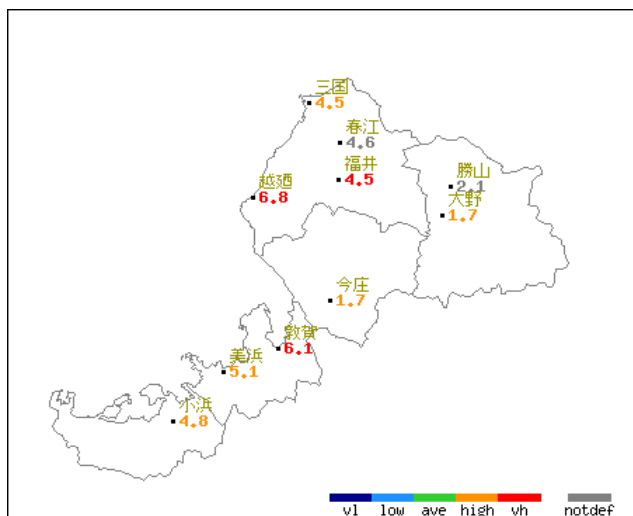 三国
4.5
春江
4.6
福井
4.5
越廼
6.8
勝山
2.1
大野
1.7
今庄
1.7
敦賀
6.1
美浜
5.1
小浜
4.8
vl low ave high vh notdef